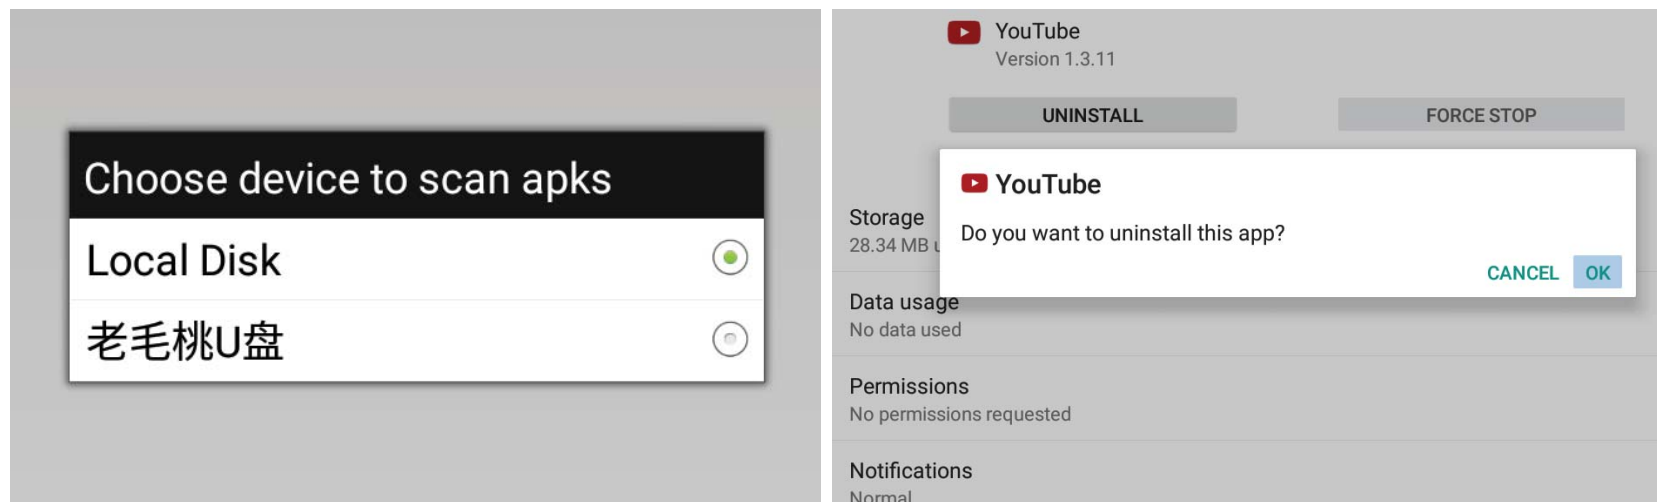 Choose device to scan apks
Local Disk
老毛桃U盘
YouTube
Version 1.3.11
UNINSTALL
FORCE STOP
YouTube
Do you want to uninstall this app?
CANCEL
OK
Storage
28.34 MB
Data usage
No data used
Permissions
No permissions requested
Notifications
Normal